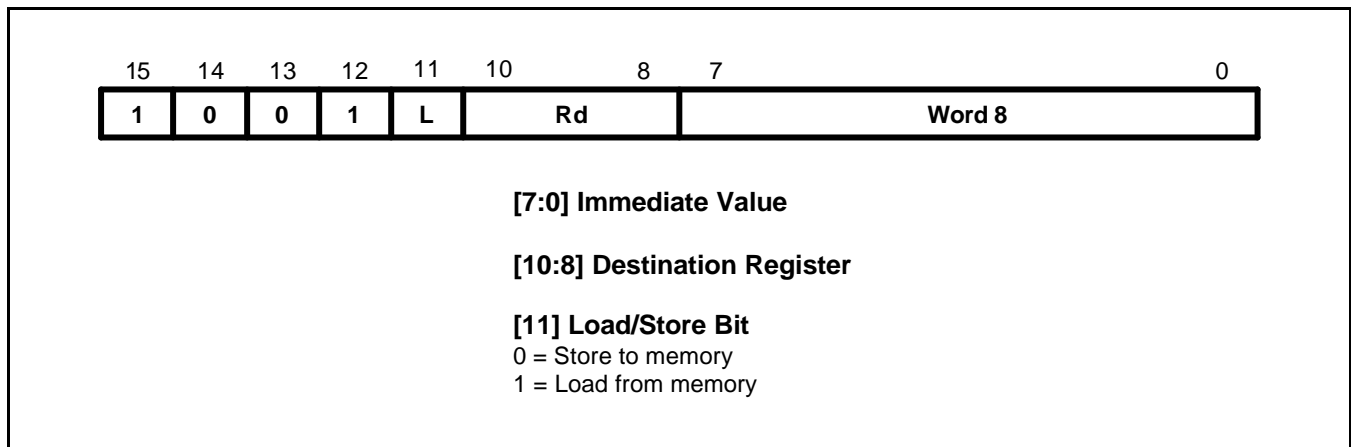 15 14 13 12 11 10 8 7 0
1 0 0 1 L Rd Word 8
[7:0] Immediate Value
[10:8] Destination Register
[11] Load/Store Bit
0 = Store to memory
1 = Load from memory